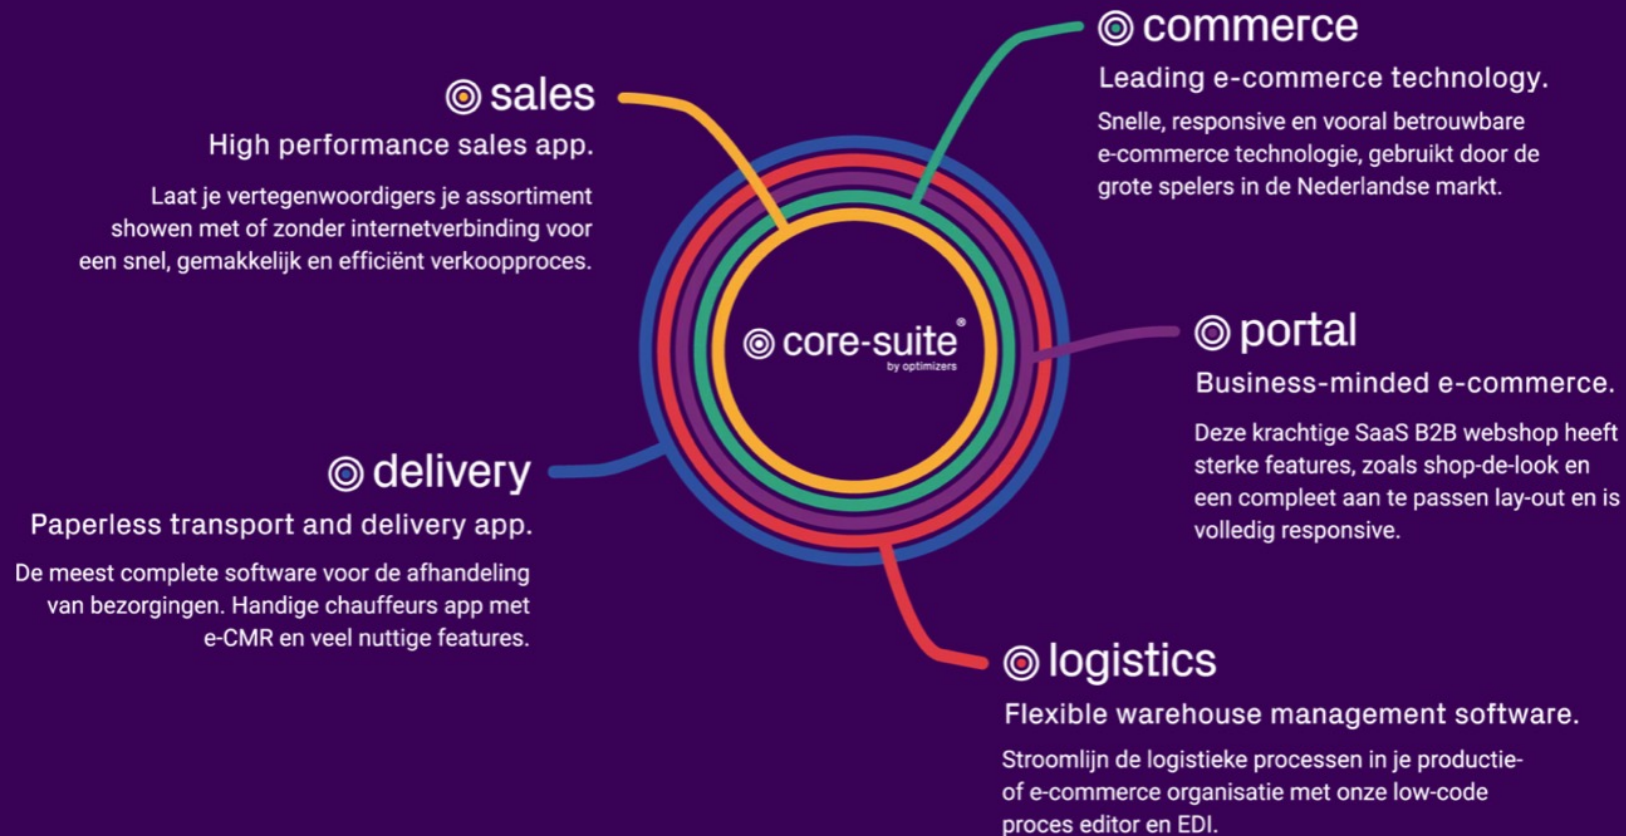 sales
High performance sales app.
Laat je vertegenwoordigers je assortiment
showen met of zonder internetverbinding voor
een snel, gemakkelijk en efficiënt verkoopproces.
commerce
Leading e-commerce technology.
Snelle, responsive en vooral betrouwbare
e-commerce technologie, gebruikt door de
grote spelers in de Nederlandse markt.
core-suite®
by optimizers
portal
Business-minded e-commerce.
Deze krachtige SaaS B2B webshop heeft
sterke features, zoals shop-de-look en
een compleet aan te passen lay-out en is
volledig responsive.
delivery
Paperless transport and delivery app.
De meest complete software voor de afhandeling
van bezorgingen. Handige chauffeurs app met
e-CMR en veel nuttige features.
logistics
Flexible warehouse management software.
Stroomlijn de logistieke processen in je productie-
of e-commerce organisatie met onze low-code
proces editor en EDI.